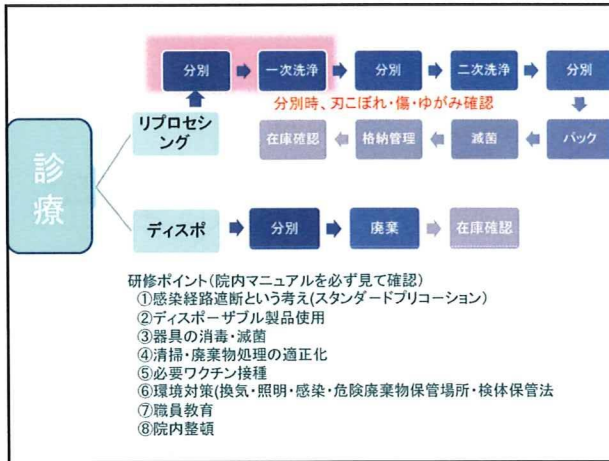 診療
リプロセシング
分別
一次洗浄
分別
二次洗浄
分別
分別時、刃こぼれ・傷・ゆがみ確認
パック
滅菌
格納管理
在庫確認
ディスポ
分別
廃棄
在庫確認
研修ポイント(院内マニュアルを必ず見て確認)
①感染経路遮断という考え(スタンダードプリコーション)
②ディスポーザブル製品使用
③器具の消毒・滅菌
④清掃・廃棄物処理の適正化
⑤必要ワクチン接種
⑥環境対策(換気・照明・感染・危険廃棄物保管場所・検体保管法
⑦職員教育
⑧院内整頓